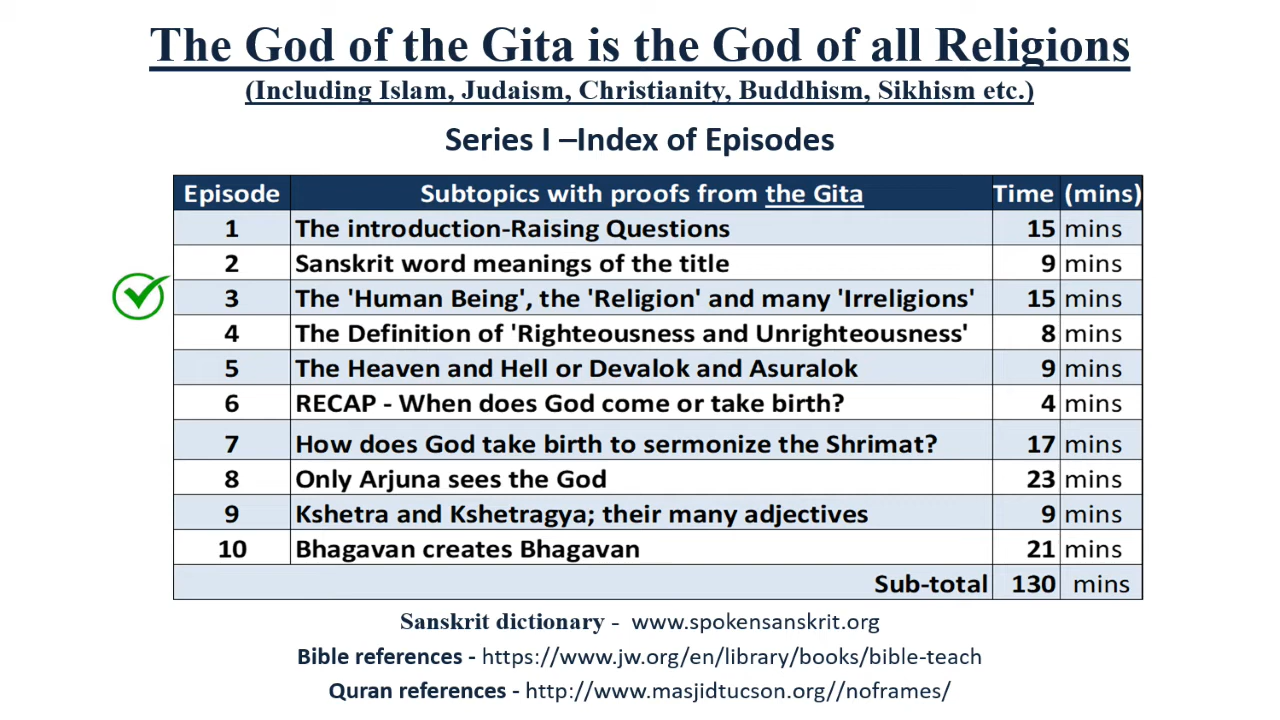 The God of the Gita is the God of all Religions
(Including Islam, Judaism, Christianity, Buddhism, Sikhism etc.)
Series I –Index of Episodes
Episode Subtopics with proofs from the Gita Time (mins)
1 The introduction-Raising Questions 15 mins
2 Sanskrit word meanings of the title 9 mins
3 The 'Human Being', the 'Religion' and many 'Irreligions' 15 mins
4 The Definition of 'Righteousness and Unrighteousness' 8 mins
5 The Heaven and Hell or Devalok and Asuralok 9 mins
6 RECAP - When does God come or take birth? 4 mins
7 How does God take birth to sermonize the Shrimat? 17 mins
8 Only Arjuna sees the God 23 mins
9 Kshetra and Kshetragya; their many adjectives 9 mins
10 Bhagavan creates Bhagavan 21 mins
Sub-total 130 mins
Sanskrit dictionary - www.spokensanskrit.org
Bible references - https://www.jw.org/en/library/books/bible-teach
Quran references - http://www.masjidtucson.org//noframes/